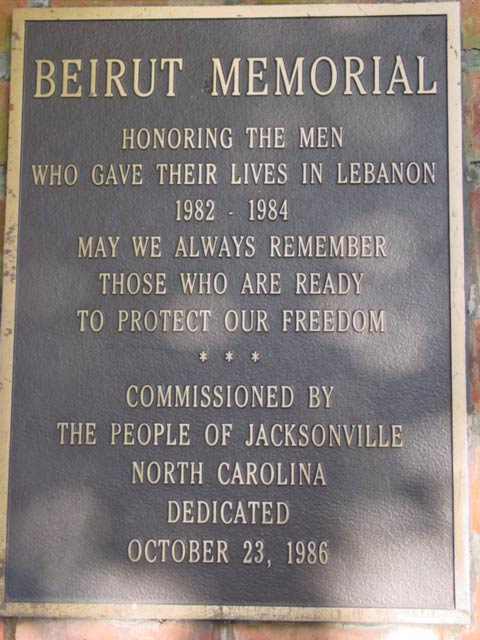 BEIRUT MEMORIAL
HONORING THE MEN
WHO GAVE THEIR LIVES IN LEBANON
1982 - 1984
MAY WE ALWAYS REMEMBER
THOSE WHO ARE READY
TO PROTECT OUR FREEDOM
* * *
COMMISSIONED BY
THE PEOPLE OF JACKSONVILLE
NORTH CAROLINA
DEDICATED
OCTOBER 23, 1986